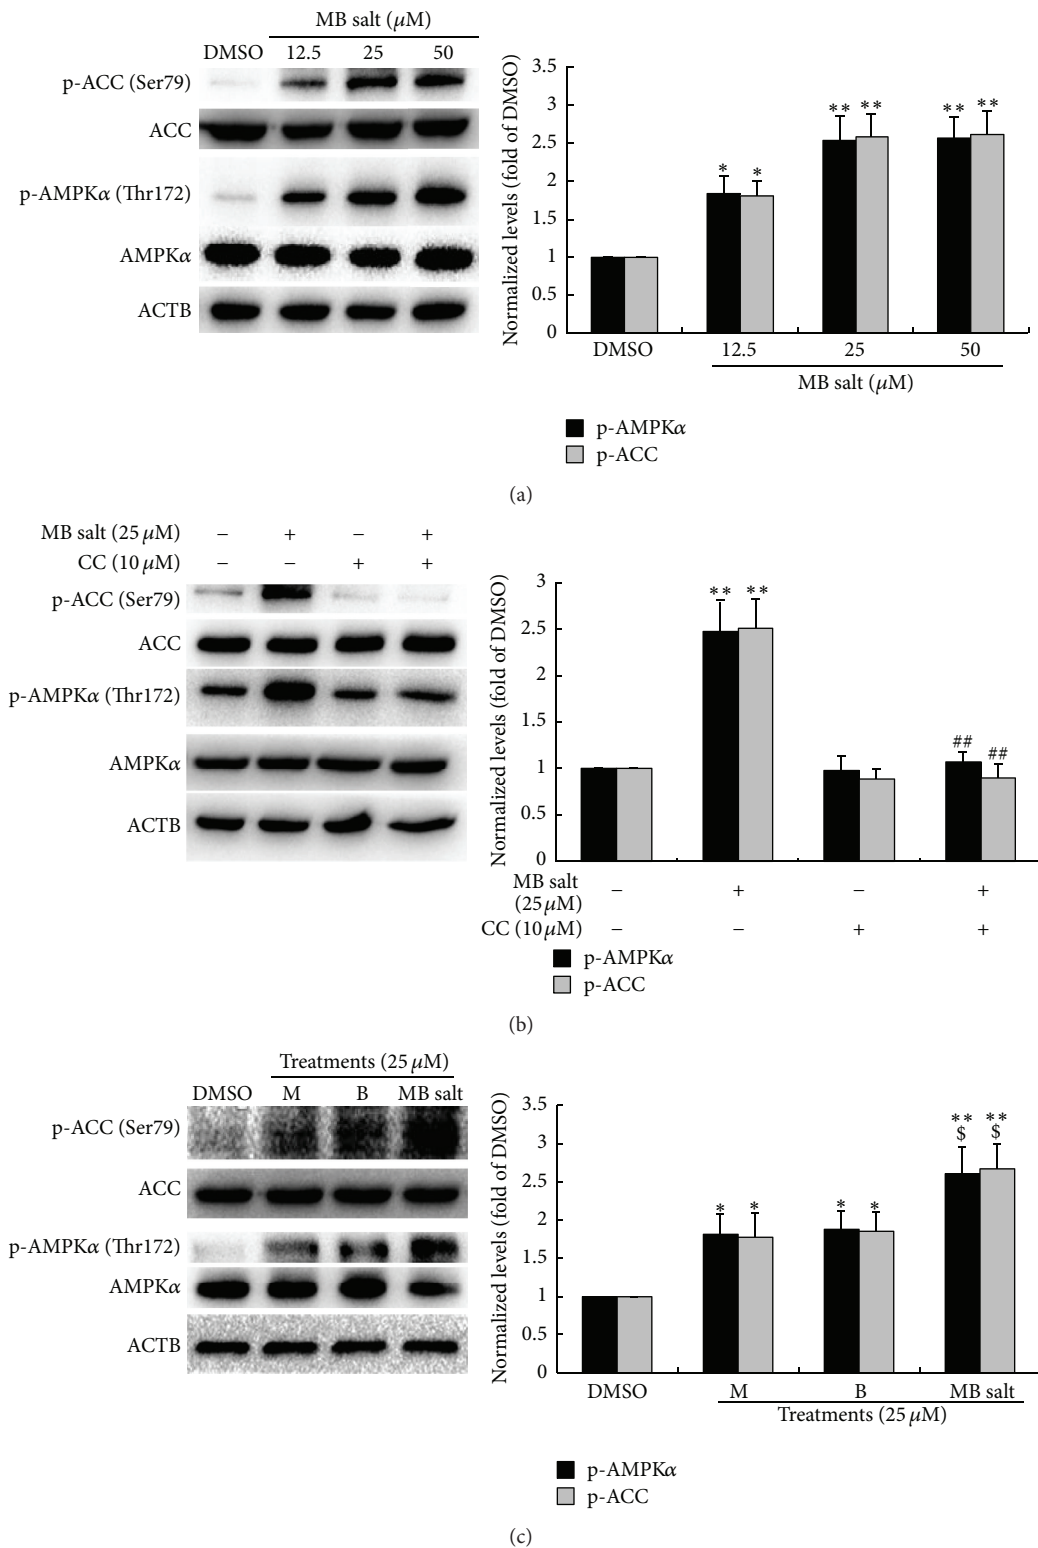 MB salt (μM)
DMSO 12.5 25 50
p-ACC (Ser79)
ACC
p-AMPKα (Thr172)
AMPKα
ACTB
Normalized levels (fold of DMSO)
3.5
3
2.5
2
1.5
1
0.5
0
* * ** ** ** **
DMSO 12.5 25 50
MB salt (μM)
p-AMPKα
p-ACC
(a)
MB salt (25 μM) − + − +
CC (10 μM) − − + +
p-ACC (Ser79)
ACC
p-AMPKα (Thr172)
AMPKα
ACTB
Normalized levels (fold of DMSO)
3
2.5
2
1.5
1
0.5
0
** ** ## ##
MB salt
(25 μM) − + − +
CC (10 μM) − − + +
p-AMPKα
p-ACC
(b)
Treatments (25 μM)
DMSO M B MB salt
p-ACC (Ser79)
ACC
p-AMPKα (Thr172)
AMPKα
ACTB
Normalized levels (fold of DMSO)
3.5
3
2.5
2
1.5
1
0.5
0
* * * * ** **
$ $
DMSO M B MB salt
Treatments (25 μM)
p-AMPKα
p-ACC
(c)